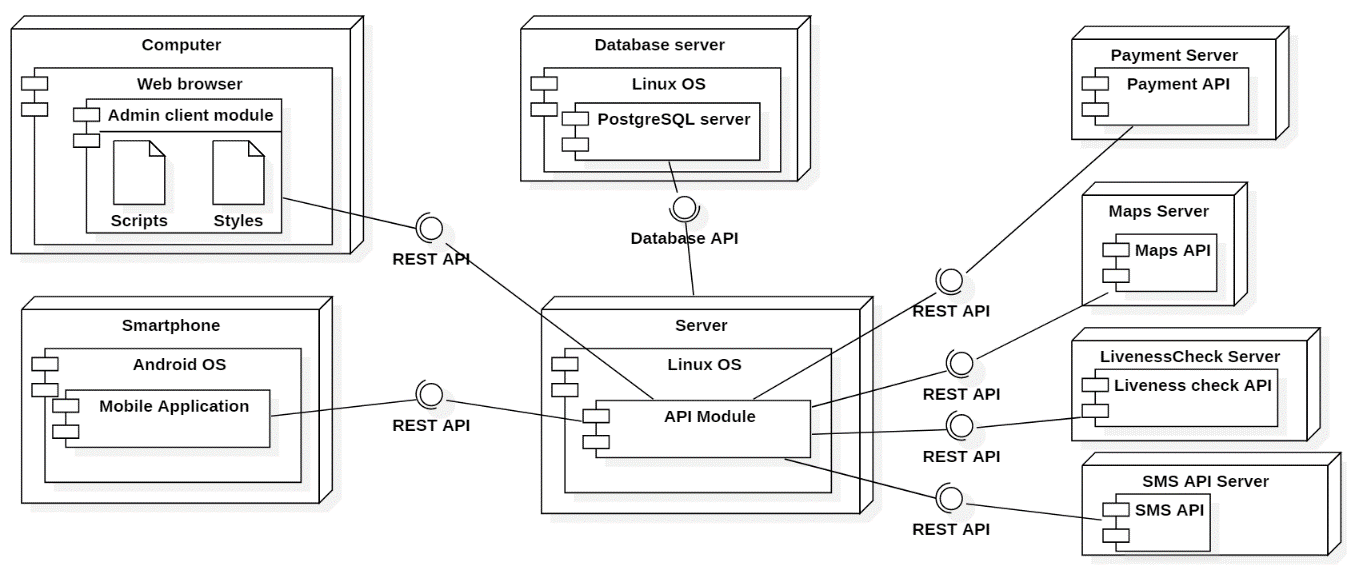 Computer
Web browser
Admin client module
Scripts
Styles
REST API
Database server
Linux OS
PostgreSQL server
Database API
Payment Server
Payment API
Maps Server
Maps API
REST API
Smartphone
Android OS
Mobile Application
REST API
Server
Linux OS
API Module
REST API
LivenessCheck Server
Liveness check API
REST API
SMS API Server
SMS API
REST API